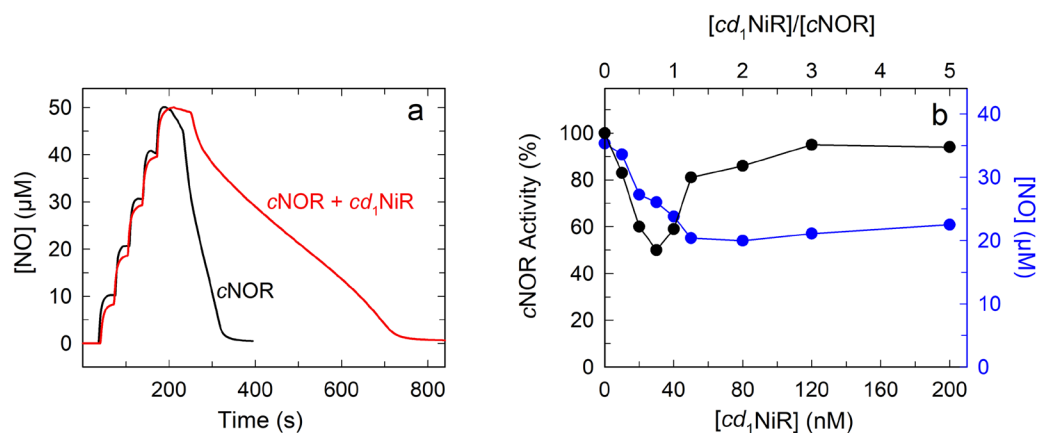 a
[NO] (µM)
50
40
30
20
10
0
cNOR + cd₁NiR
cNOR
200 400 600 800
Time (s)
[cd₁NiR]/[cNOR]
0 1 2 3 4 5
b
cNOR Activity (%)
100
80
60
40
20
0
40
30
20
10
0
[NO] (µM)
0 40 80 120 160 200
[cd₁NiR] (nM)